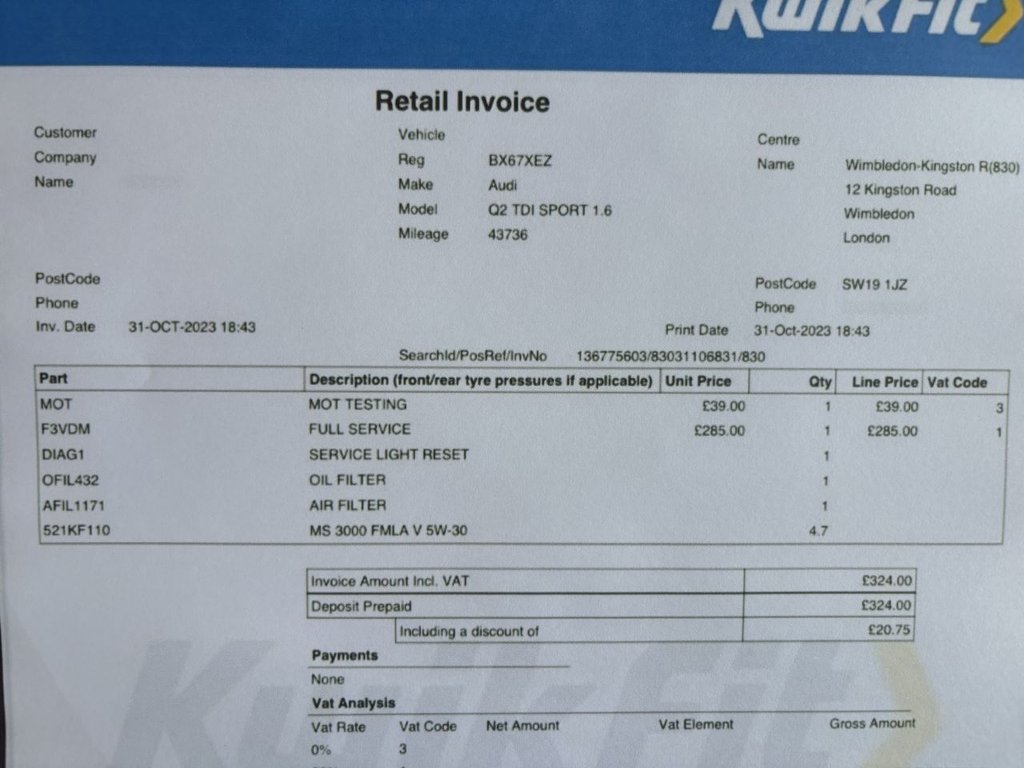 KwikFit
Retail Invoice
Customer
Company
Name
Vehicle
Reg BX67XEZ
Make Audi
Model Q2 TDI SPORT 1.6
Mileage 43736
Centre
Name Wimbledon-Kingston R(830)
12 Kingston Road
Wimbledon
London
PostCode
Phone
Inv. Date 31-OCT-2023 18:43
PostCode SW19 1JZ
Phone
Print Date 31-Oct-2023 18:43
SearchId/PosRef/InvNo 136775603/83031106831/830
Part Description (front/rear tyre pressures if applicable) Unit Price Qty Line Price Vat Code
MOT MOT TESTING £39.00 1 £39.00 3
F3VDM FULL SERVICE £285.00 1 £285.00 1
DIAG1 SERVICE LIGHT RESET 1
OFIL432 OIL FILTER 1
AFIL1171 AIR FILTER 1
521KF110 MS 3000 FMLA V 5W-30 4.7
Invoice Amount Incl. VAT £324.00
Deposit Prepaid £324.00
Including a discount of £20.75
Payments
None
Vat Analysis
Vat Rate Vat Code Net Amount Vat Element Gross Amount
0% 3
KwikFit